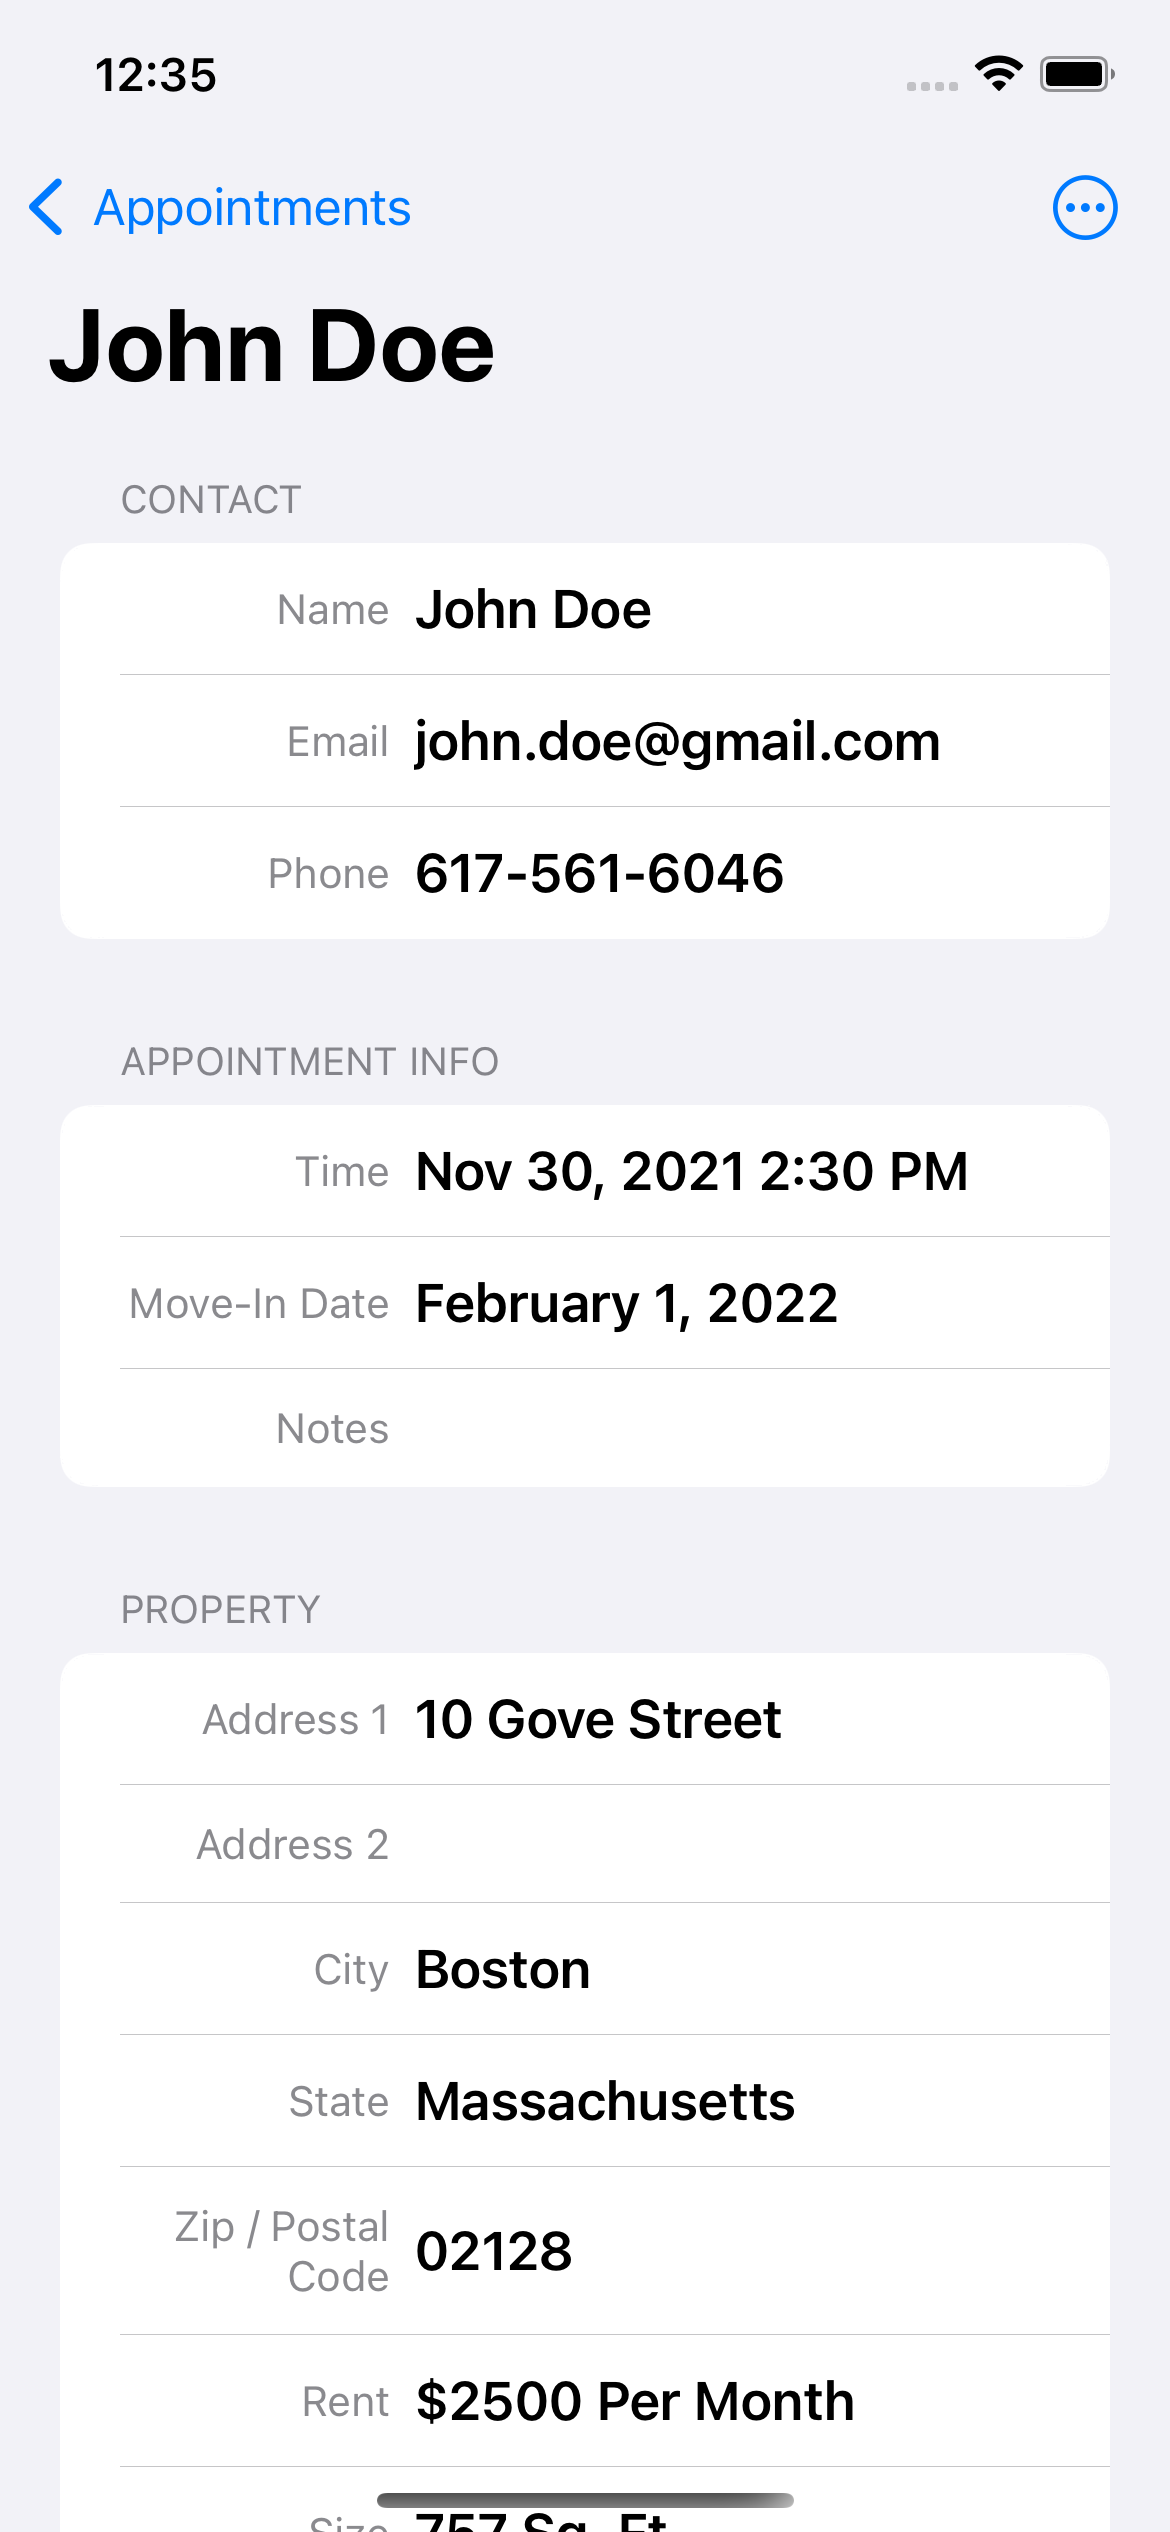 12:35
Appointments
John Doe
CONTACT
Name John Doe
Email john.doe@gmail.com
Phone 617-561-6046
APPOINTMENT INFO
Time Nov 30, 2021 2:30 PM
Move-In Date February 1, 2022
Notes
PROPERTY
Address 1 10 Gove Street
Address 2
City Boston
State Massachusetts
Zip / Postal
Code 02128
Rent $2500 Per Month
Size 757 Sq. Ft